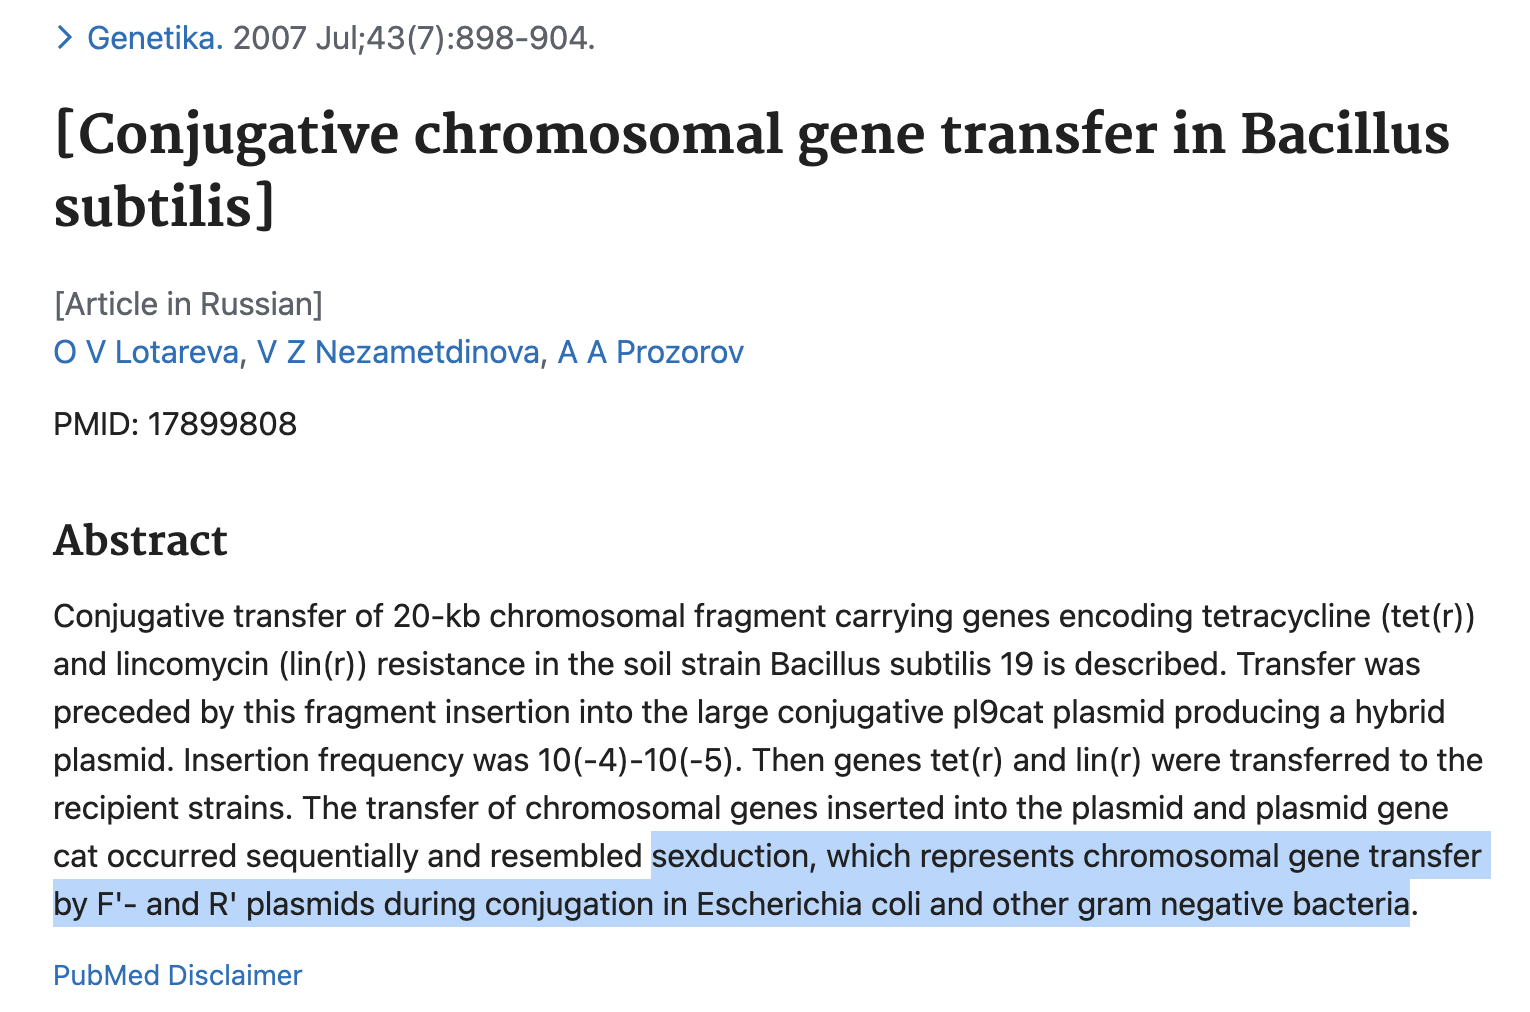 > Genetika. 2007 Jul;43(7):898-904.
[Conjugative chromosomal gene transfer in Bacillus
subtilis]
[Article in Russian]
O V Lotareva, V Z Nezametdinova, A A Prozorov
PMID: 17899808
Abstract
Conjugative transfer of 20-kb chromosomal fragment carrying genes encoding tetracycline (tet(r))
and lincomycin (lin(r)) resistance in the soil strain Bacillus subtilis 19 is described. Transfer was
preceded by this fragment insertion into the large conjugative pl9cat plasmid producing a hybrid
plasmid. Insertion frequency was 10(-4)-10(-5). Then genes tet(r) and lin(r) were transferred to the
recipient strains. The transfer of chromosomal genes inserted into the plasmid and plasmid gene
cat occurred sequentially and resembled sexduction, which represents chromosomal gene transfer
by F'- and R' plasmids during conjugation in Escherichia coli and other gram negative bacteria.
PubMed Disclaimer